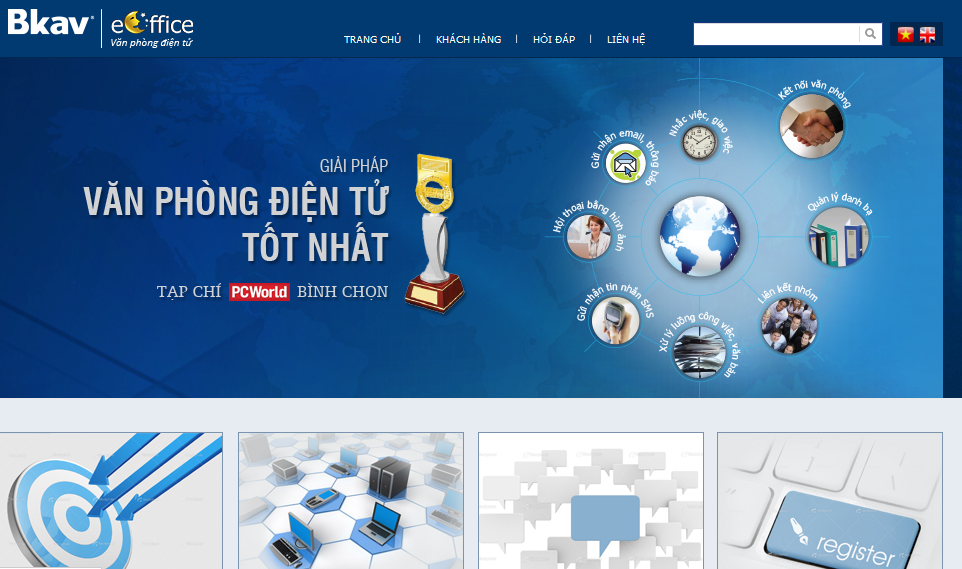 Bkav
eOffice
Văn phòng điện tử
TRANG CHỦ | KHÁCH HÀNG | HỎI ĐÁP | LIÊN HỆ
GIẢI PHÁP
VĂN PHÒNG ĐIỆN TỬ
TỐT NHẤT
TẠP CHÍ PCWorld BÌNH CHỌN
Kết nối văn phòng
Nhắc việc, giao việc
Gửi nhận email, thông báo
Quản lý danh bạ
Hội thoại bằng hình ảnh
Liên kết nhóm
Gửi nhận tin nhắn SMS
Xử lý luồng công việc, văn bản
register